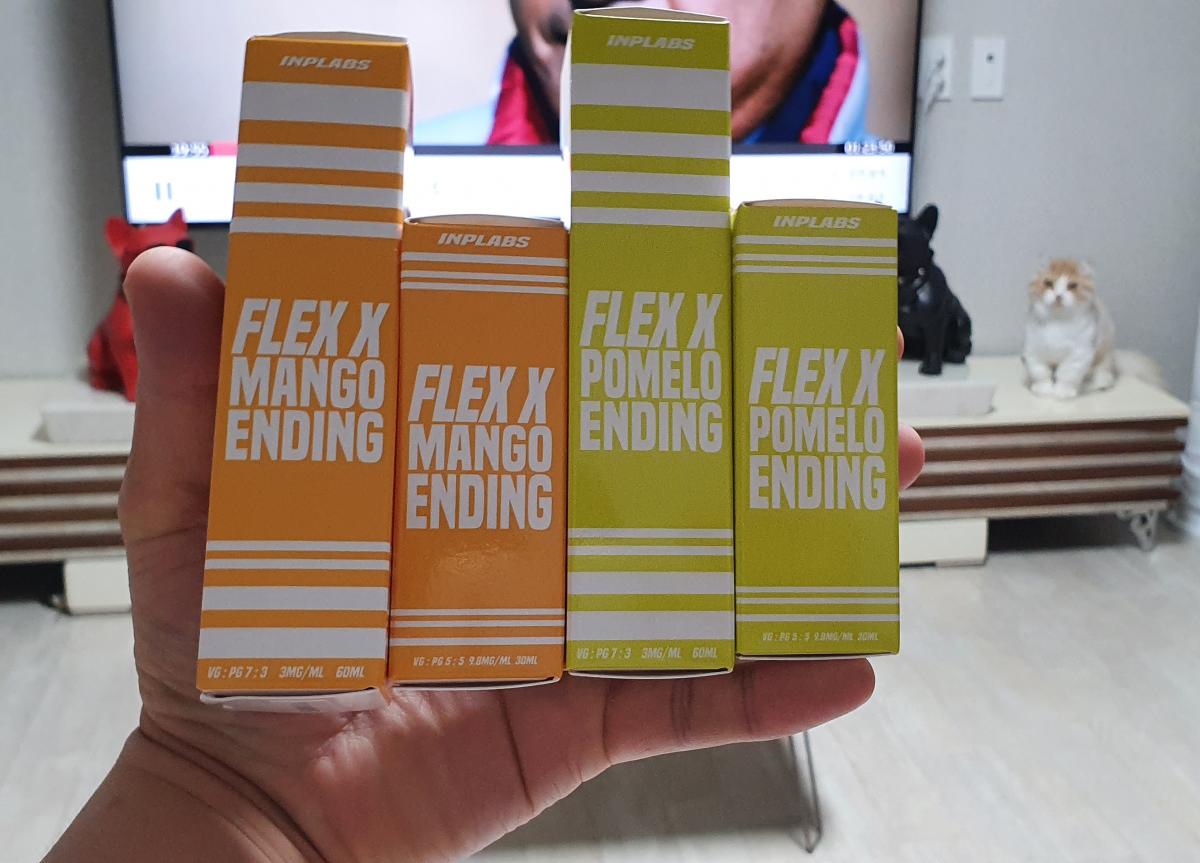 INPLABS
FLEX X
MANGO
ENDING
VG : PG 7 : 3 3MG/ML 60ML
INPLABS
FLEX X
MANGO
ENDING
VG : PG 5 : 5 9.8MG/ML 30ML
INPLABS
FLEX X
POMELO
ENDING
VG : PG 7 : 3 3MG/ML 60ML
INPLABS
FLEX X
POMELO
ENDING
VG : PG 5 : 5 9.8MG/ML 30ML